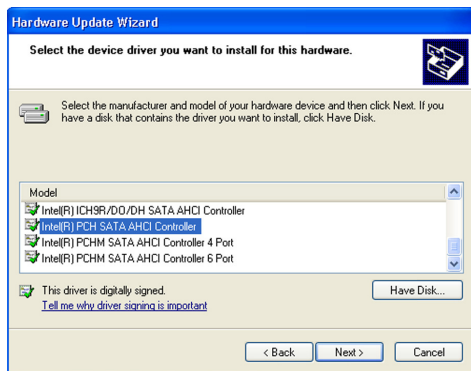 Hardware Update Wizard
Select the device driver you want to install for this hardware.
Select the manufacturer and model of your hardware device and then click Next. If you
have a disk that contains the driver you want to install, click Have Disk.
Model
Intel(R) ICH9R/DO/DH SATA AHCI Controller
Intel(R) PCH SATA AHCI Controller
Intel(R) PCHM SATA AHCI Controller 4 Port
Intel(R) PCHM SATA AHCI Controller 6 Port
This driver is digitally signed.
Have Disk...
Tell me why driver signing is important
< Back
Next >
Cancel